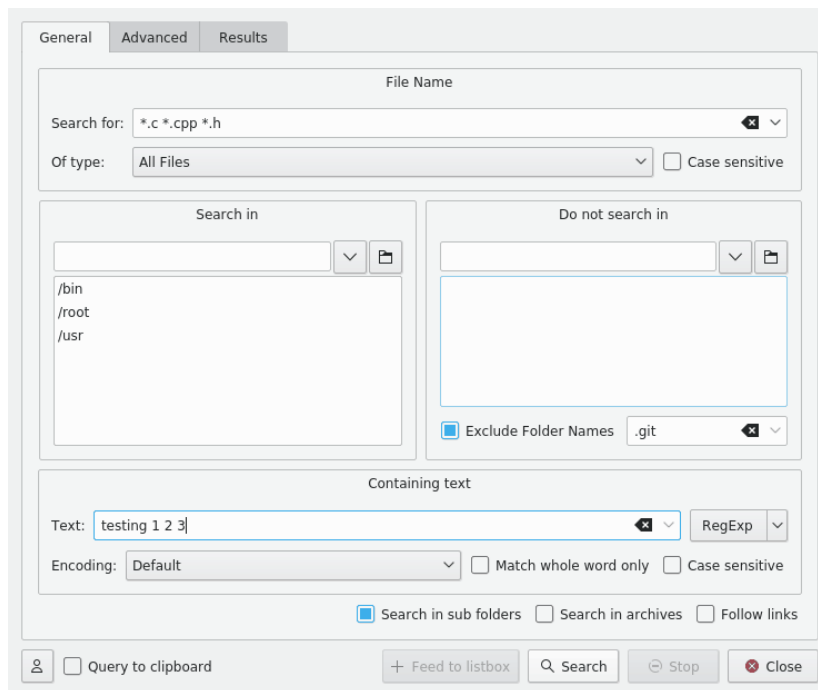 General Advanced Results
File Name
Search for: *.c *.cpp *.h
Of type: All Files Case sensitive
Search in
/bin
/root
/usr
Do not search in
Exclude Folder Names .git
Containing text
Text: testing 1 2 3 RegExp
Encoding: Default Match whole word only Case sensitive
Search in sub folders Search in archives Follow links
Query to clipboard + Feed to listbox Search Stop Close